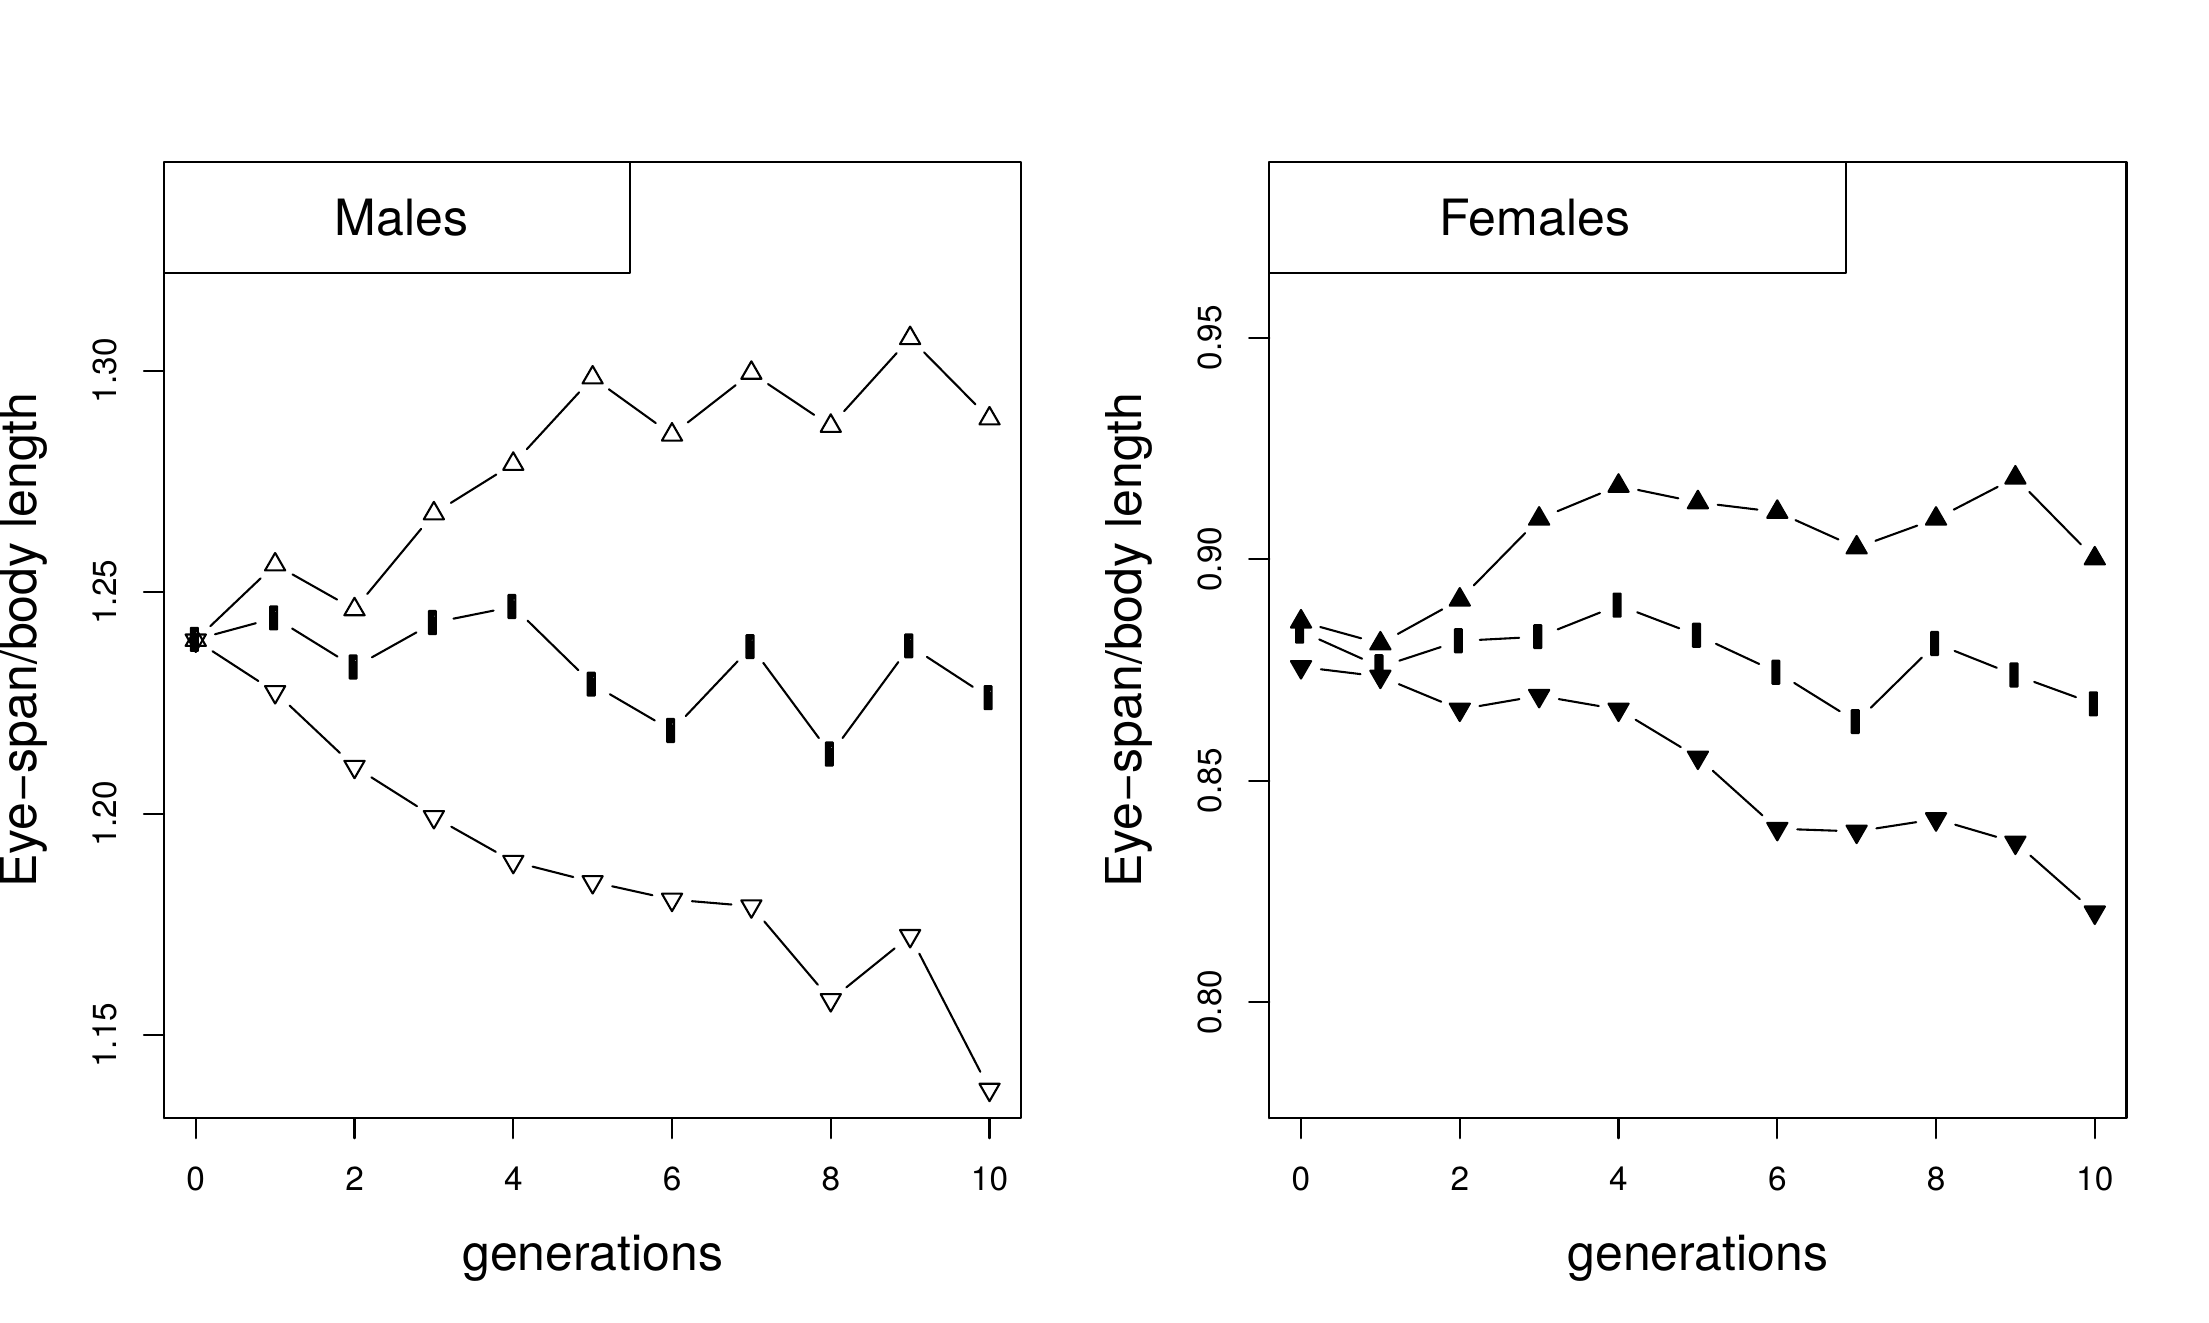 Males
Eye−span/body length
1.30
1.25
1.20
1.15
0 2 4 6 8 10
generations
Females
Eye−span/body length
0.95
0.90
0.85
0.80
0 2 4 6 8 10
generations